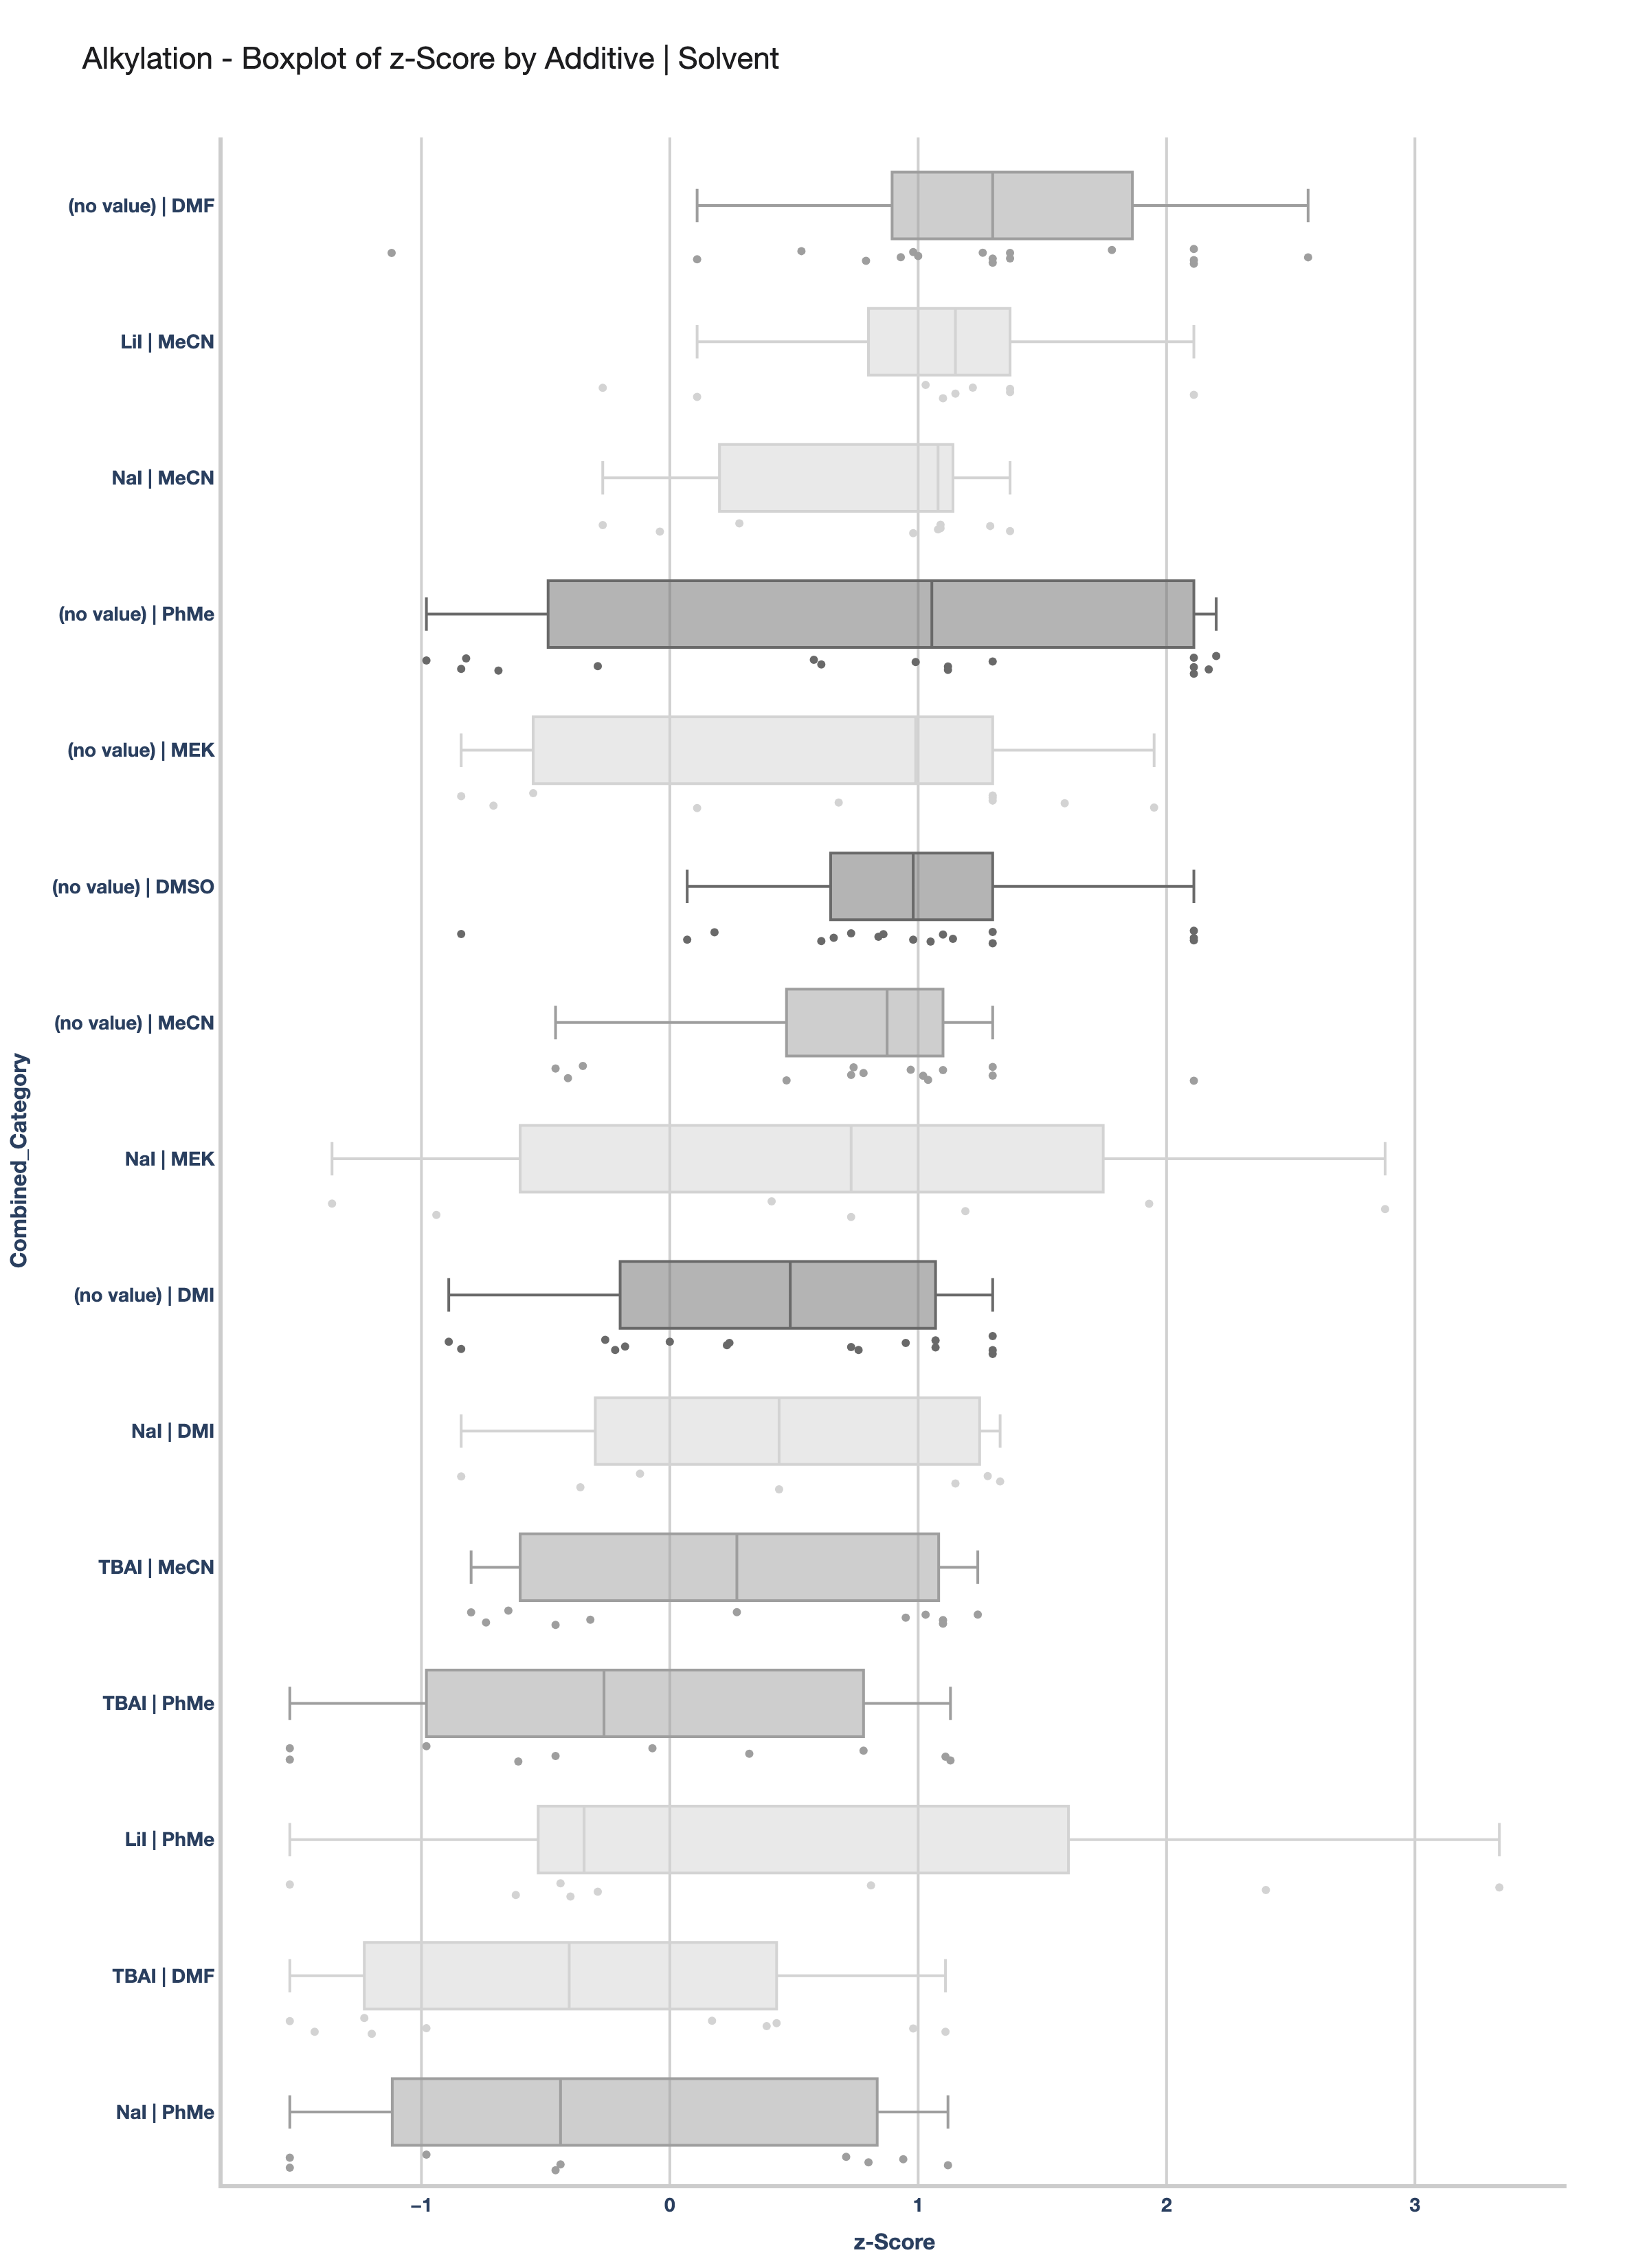 Alkylation - Boxplot of z-Score by Additive | Solvent
(no value) | DMF
LiI | MeCN
NaI | MeCN
(no value) | PhMe
(no value) | MEK
(no value) | DMSO
(no value) | MeCN
NaI | MEK
(no value) | DMI
NaI | DMI
TBAI | MeCN
TBAI | PhMe
LiI | PhMe
TBAI | DMF
NaI | PhMe
Combined_Category
−1 0 1 2 3
z-Score